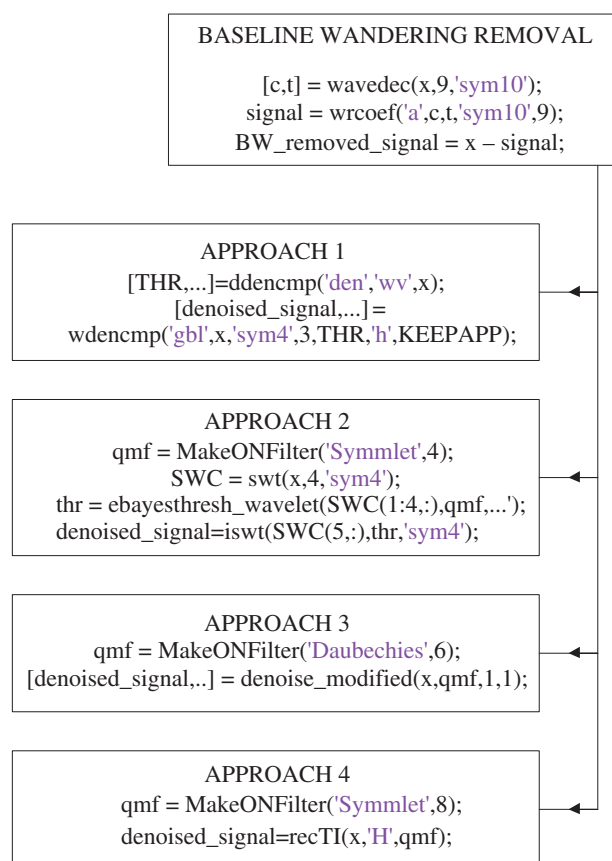 BASELINE WANDERING REMOVAL
[c,t] = wavedec(x,9,'sym10');
signal = wrcoef('a',c,t,'sym10',9);
BW_removed_signal = x – signal;
APPROACH 1
[THR,...]=ddencmp('den','wv',x);
[denoised_signal,...] =
wdencmp('gbl',x,'sym4',3,THR,'h',KEEPAPP);
APPROACH 2
qmf = MakeONFilter('Symmlet',4);
SWC = swt(x,4,'sym4');
thr = ebayesthresh_wavelet(SWC(1:4,:),qmf,...');
denoised_signal=iswt(SWC(5,:),thr,'sym4');
APPROACH 3
qmf = MakeONFilter('Daubechies',6);
[denoised_signal,..] = denoise_modified(x,qmf,1,1);
APPROACH 4
qmf = MakeONFilter('Symmlet',8);
denoised_signal=recTI(x,'H',qmf);